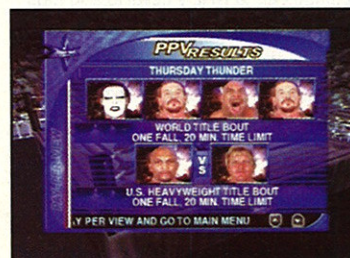 PPV RESULTS
THURSDAY THUNDER
WORLD TITLE BOUT
ONE FALL, 20 MIN. TIME LIMIT
VS
U.S. HEAVYWEIGHT TITLE BOUT
ONE FALL, 20 MIN. TIME LIMIT
Y PER VIEW AND GO TO MAIN MENU